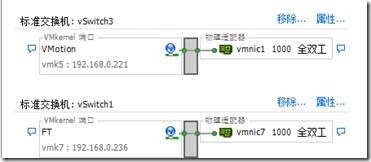 标准交换机: vSwitch3
移除... 属性...
VMkernel 端口
物理适配器
VMotion
vmnic1 1000 全双工
vmk5 : 192.168.0.221
标准交换机: vSwitch1
移除... 属性...
VMkernel 端口
物理适配器
FT
vmnic7 1000 全双工
vmk7 : 192.168.0.236